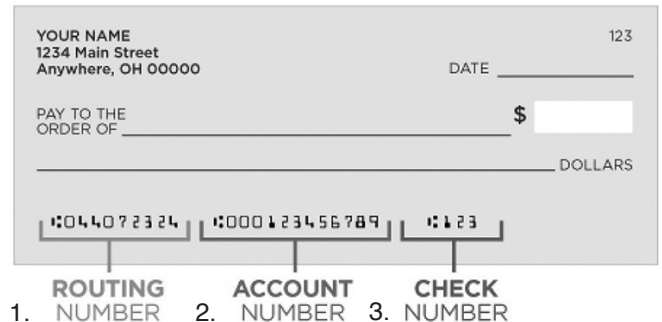 YOUR NAME 123
1234 Main Street
Anywhere, OH 00000
DATE
PAY TO THE
ORDER OF $
DOLLARS
⑆044072324 ⑆000123456789 ⑆123
ROUTING ACCOUNT CHECK
1. NUMBER 2. NUMBER 3. NUMBER